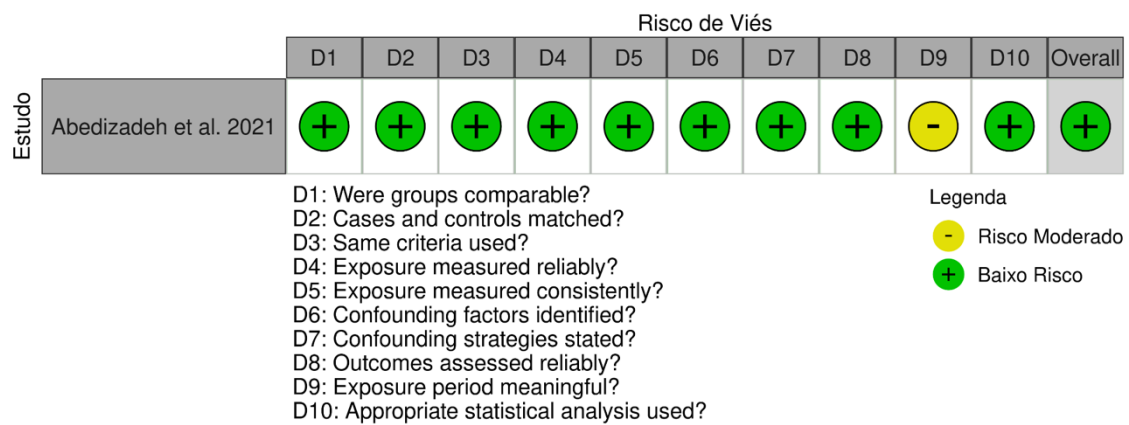 Risco de Viés
D1 D2 D3 D4 D5 D6 D7 D8 D9 D10 Overall
Estudo
Abedizadeh et al. 2021 + + + + + + + + - + +
D1: Were groups comparable?
D2: Cases and controls matched?
D3: Same criteria used?
D4: Exposure measured reliably?
D5: Exposure measured consistently?
D6: Confounding factors identified?
D7: Confounding strategies stated?
D8: Outcomes assessed reliably?
D9: Exposure period meaningful?
D10: Appropriate statistical analysis used?
Legenda
- Risco Moderado
+ Baixo Risco